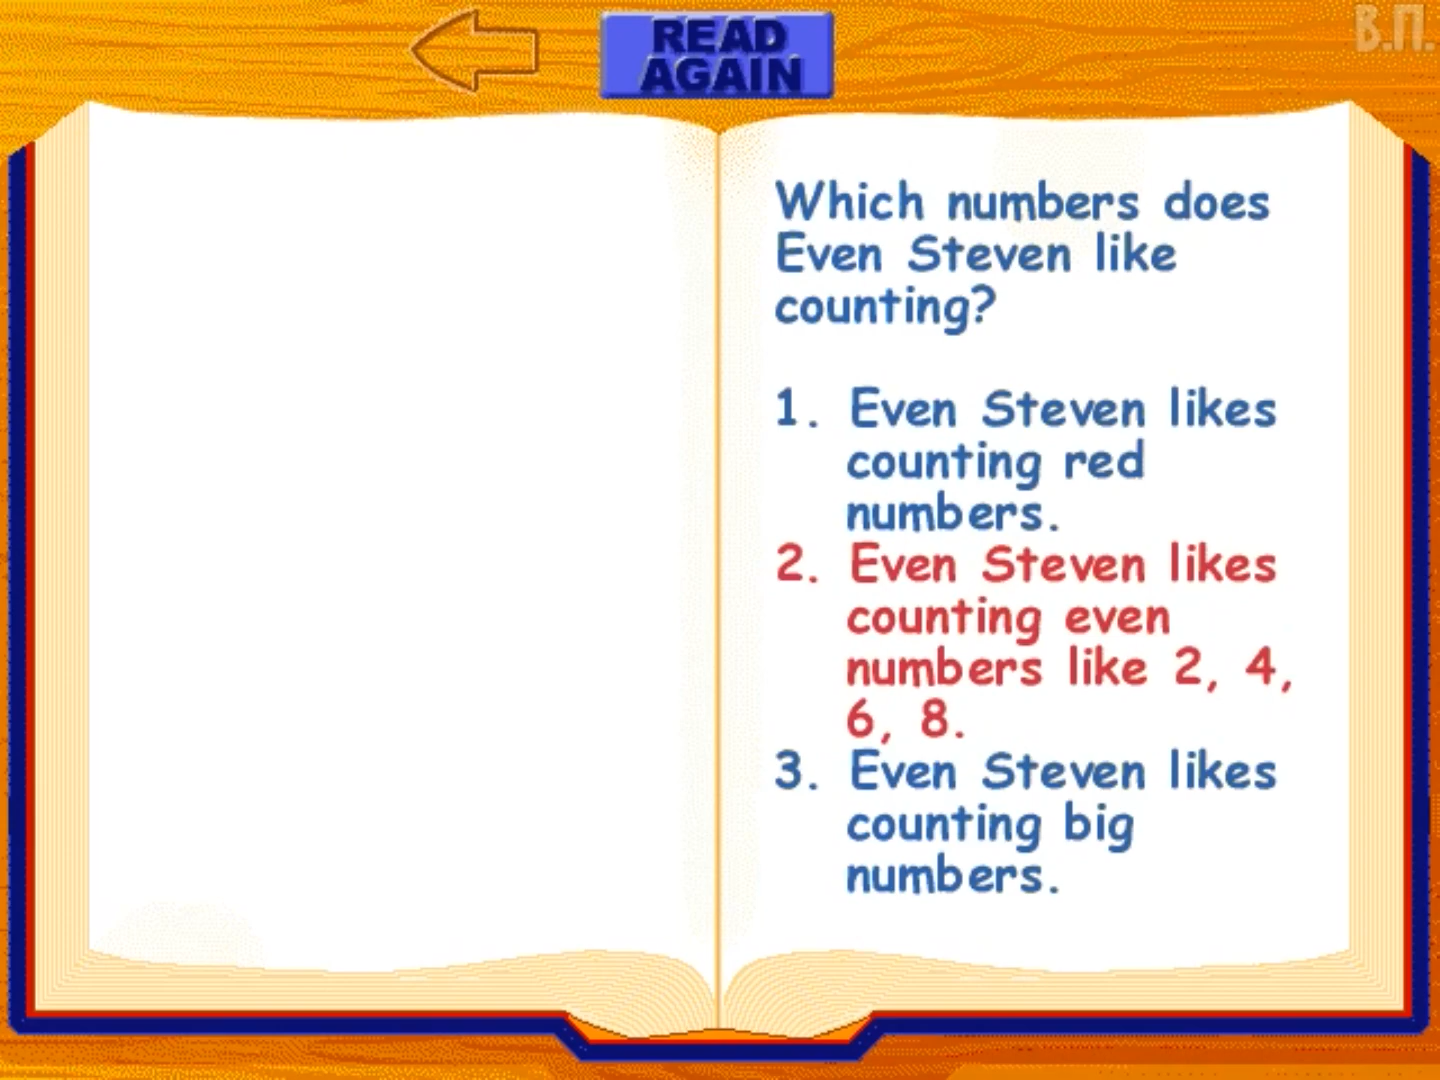 READ
AGAIN
В.П.
Which numbers does
Even Steven like
counting?
1. Even Steven likes
counting red
numbers.
2. Even Steven likes
counting even
numbers like 2, 4,
6, 8.
3. Even Steven likes
counting big
numbers.